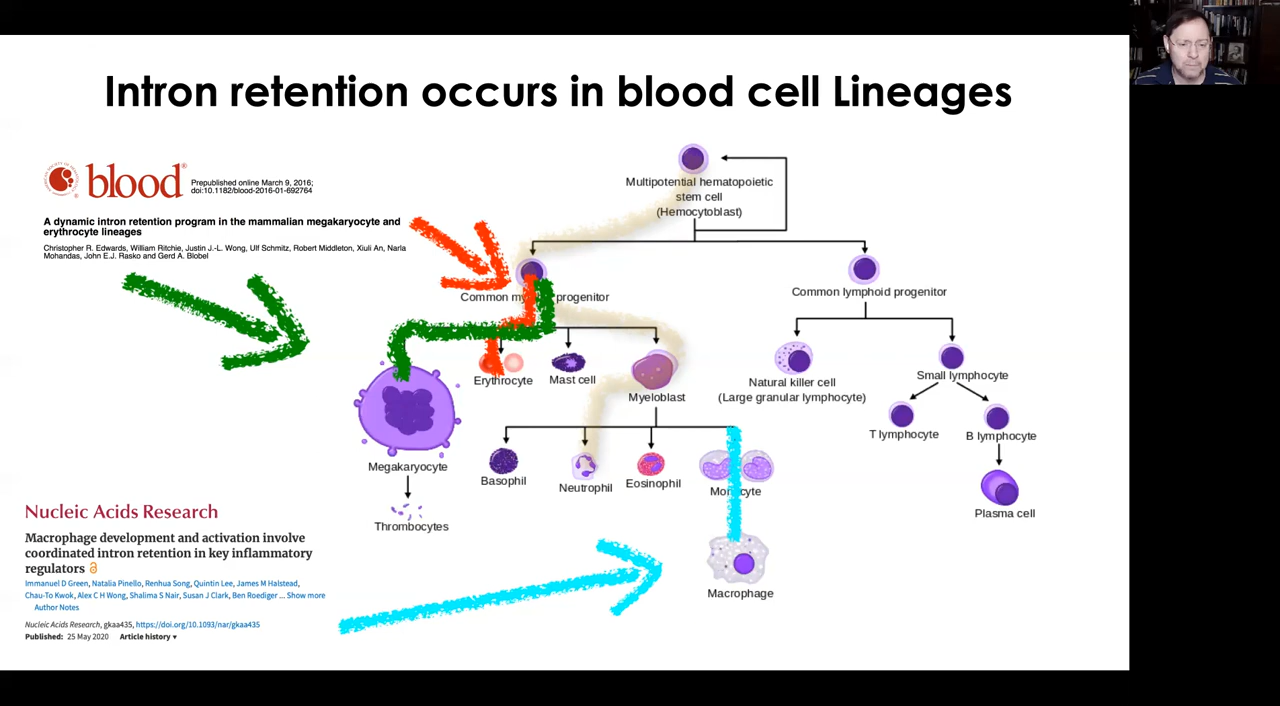 Intron retention occurs in blood cell Lineages
blood®
Prepublished online March 9, 2016;
doi:10.1182/blood-2016-01-692764
A dynamic intron retention program in the mammalian megakaryocyte and
erythrocyte lineages
Christopher R. Edwards, William Ritchie, Justin J.-L. Wong, Ulf Schmitz, Robert Middleton, Xiuli An, Narla
Mohandas, John E.J. Rasko and Gerd A. Blobel
Multipotential hematopoietic
stem cell
(Hemocytoblast)
Common progenitor
Common lymphoid progenitor
Erythrocyte
Mast cell
Myeloblast
Natural killer cell
(Large granular lymphocyte)
Small lymphocyte
T lymphocyte
B lymphocyte
Megakaryocyte
Basophil
Neutrophil
Eosinophil
Monocyte
Plasma cell
Thrombocytes
Macrophage
Nucleic Acids Research
Macrophage development and activation involve
coordinated intron retention in key inflammatory
regulators
Immanuel D Green, Natalia Pinello, Renhua Song, Quintin Lee, James M Halstead,
Chau-To Kwok, Alex C H Wong, Shalima S Nair, Susan J Clark, Ben Roediger ... Show more
Author Notes
Nucleic Acids Research, gkaa435, https://doi.org/10.1093/nar/gkaa435
Published: 25 May 2020 Article history ▾